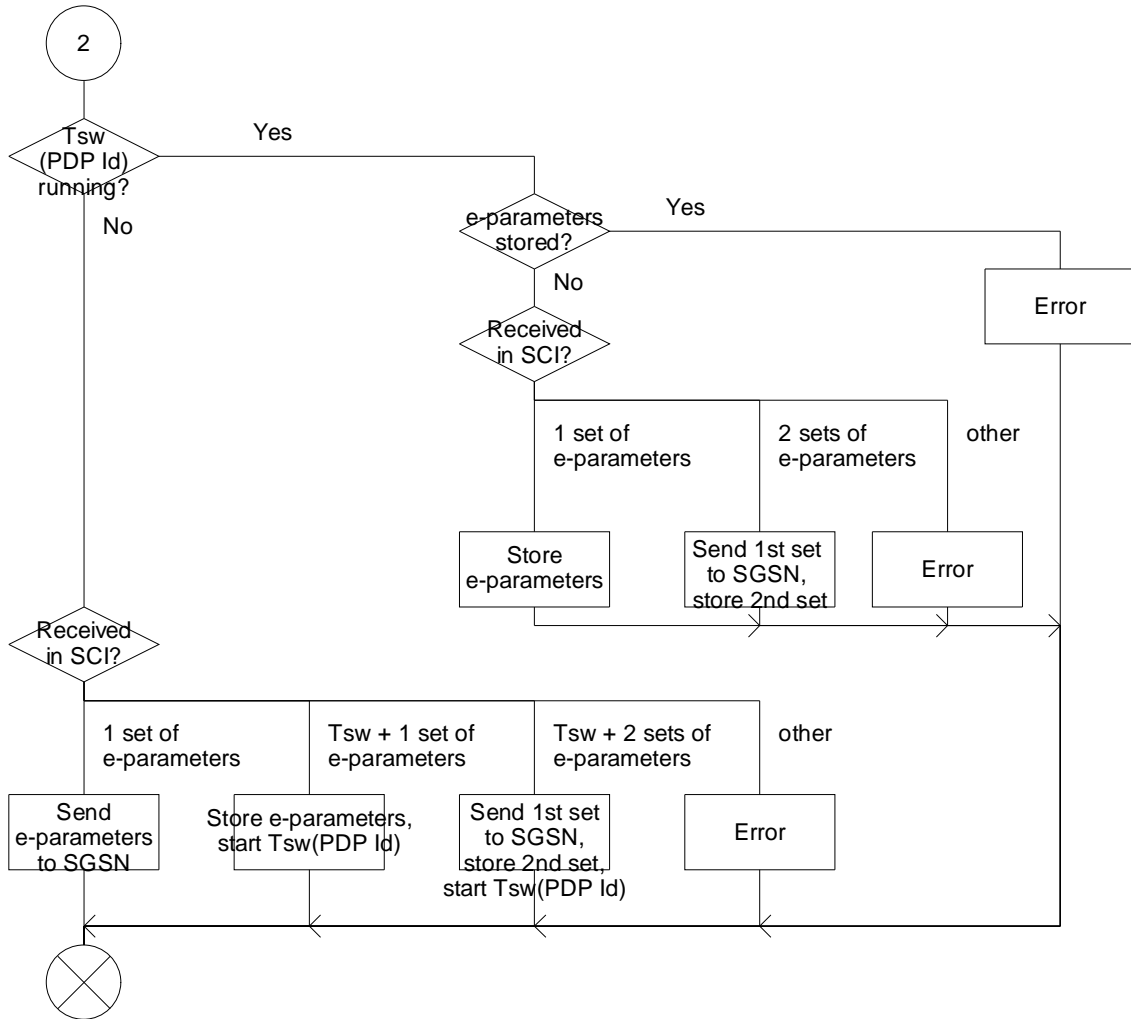 2
Tsw
(PDP Id)
running?
Yes
No
e-parameters
stored?
Yes
No
Error
Received
in SCI?
1 set of
e-parameters
2 sets of
e-parameters
other
Store
e-parameters
Send 1st set
to SGSN,
store 2nd set
Error
Received
in SCI?
1 set of
e-parameters
Tsw + 1 set of
e-parameters
Tsw + 2 sets of
e-parameters
other
Send
e-parameters
to SGSN
Store e-parameters,
start Tsw(PDP Id)
Send 1st set
to SGSN,
store 2nd set,
start Tsw(PDP Id)
Error